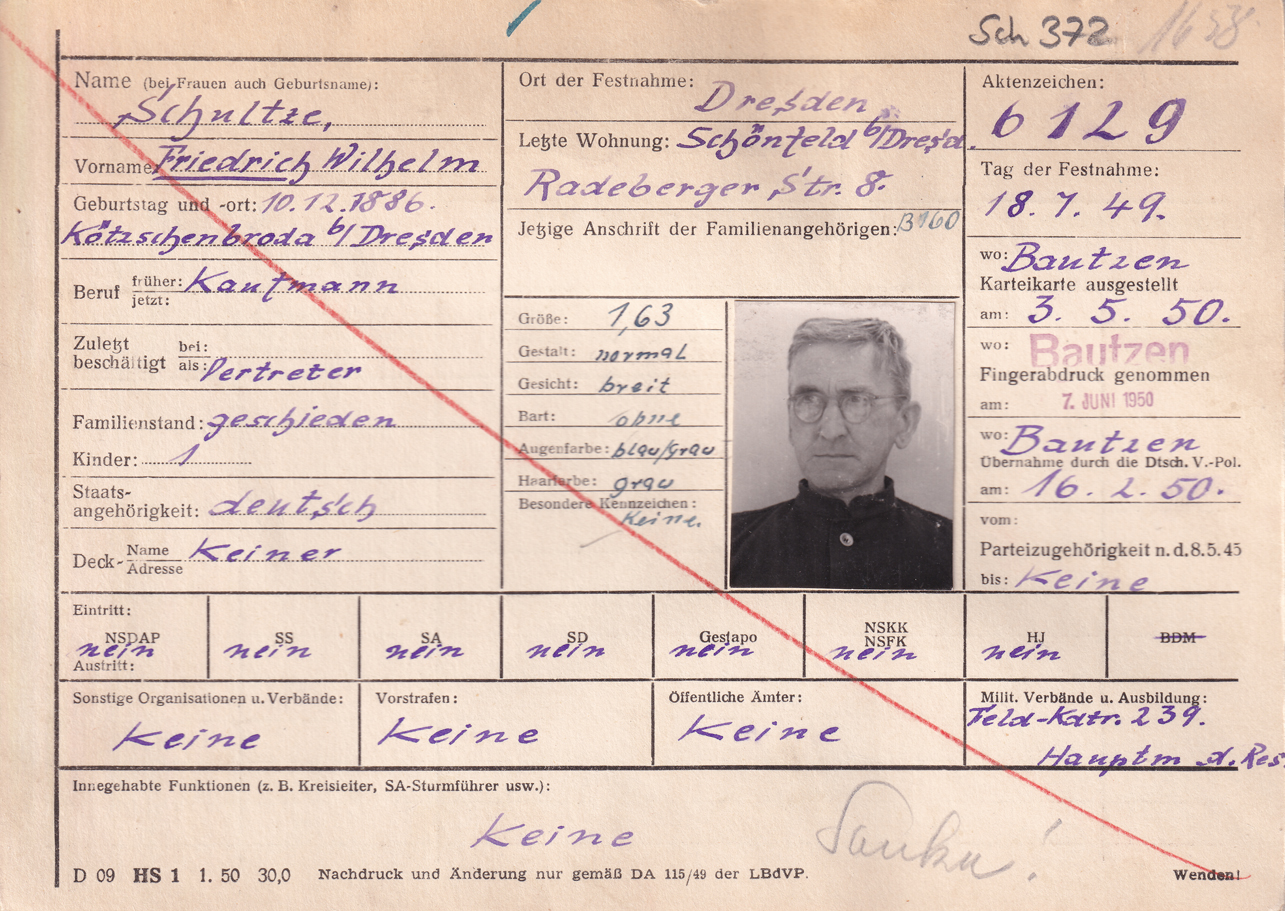 Sch 372 1638
Name (bei Frauen auch Geburtsname):
Schultze,
Vorname Friedrich Wilhelm
Geburtstag und -ort: 10.12.1886.
Kötzschenbroda b/Dresden
Beruf früher: Kaufmann
jetzt:
Zuletzt beschäftigt bei:
als: Vertreter
Familienstand: geschieden
Kinder: 1
Staats-
angehörigkeit: deutsch
Deck- Name Keiner
Adresse
Ort der Festnahme:
Dresden
Letzte Wohnung: Schönfeld b/Dresd.
Radeberger Str. 8.
Jetzige Anschrift der Familienangehörigen: B160
Größe: 1,63
Gestalt: normal
Gesicht: breit
Bart: ohne
Augenfarbe: blau/grau
Haarfarbe: grau
Besondere Kennzeichen:
Keine.
Aktenzeichen:
6129
Tag der Festnahme:
18.7.49.
wo: Bautzen
Karteikarte ausgestellt
am: 3. 5. 50.
wo: Bautzen
Fingerabdruck genommen
am: 7. JUNI 1950
wo: Bautzen
Übernahme durch die Dtsch. V.-Pol.
am: 16. 2. 50.
vom:
Parteizugehörigkeit n. d. 8.5.45
bis: Keine
Eintritt:
NSDAP SS SA SD Gestapo NSKK NSFK HJ BDM
nein nein nein nein nein nein nein
Austritt:
Sonstige Organisationen u. Verbände: Vorstrafen: Öffentliche Ämter: Milit. Verbände u. Ausbildung:
Keine Keine Keine Feld-Kdtr. 239.
Hauptm d. Res.
Innegehabte Funktionen (z. B. Kreisleiter, SA-Sturmführer usw.):
Keine
D 09 HS 1 1. 50 30,0 Nachdruck und Änderung nur gemäß DA 115/49 der LBdVP.
Wenden!